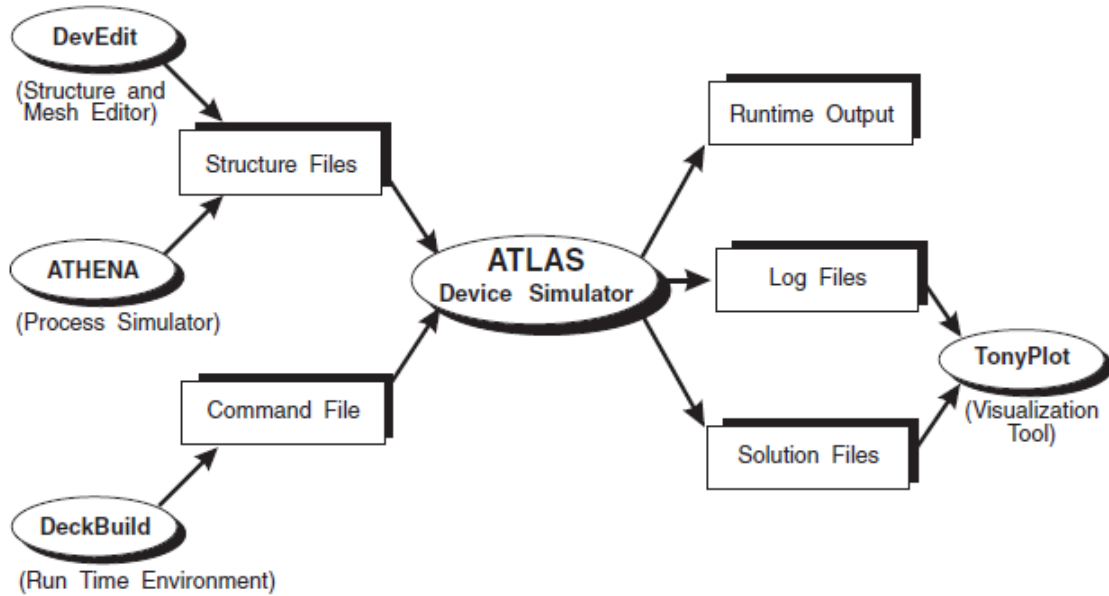 DevEdit
(Structure and
Mesh Editor)
Structure Files
ATHENA
(Process Simulator)
Command File
DeckBuild
(Run Time Environment)
ATLAS
Device Simulator
Runtime Output
Log Files
Solution Files
TonyPlot
(Visualization
Tool)